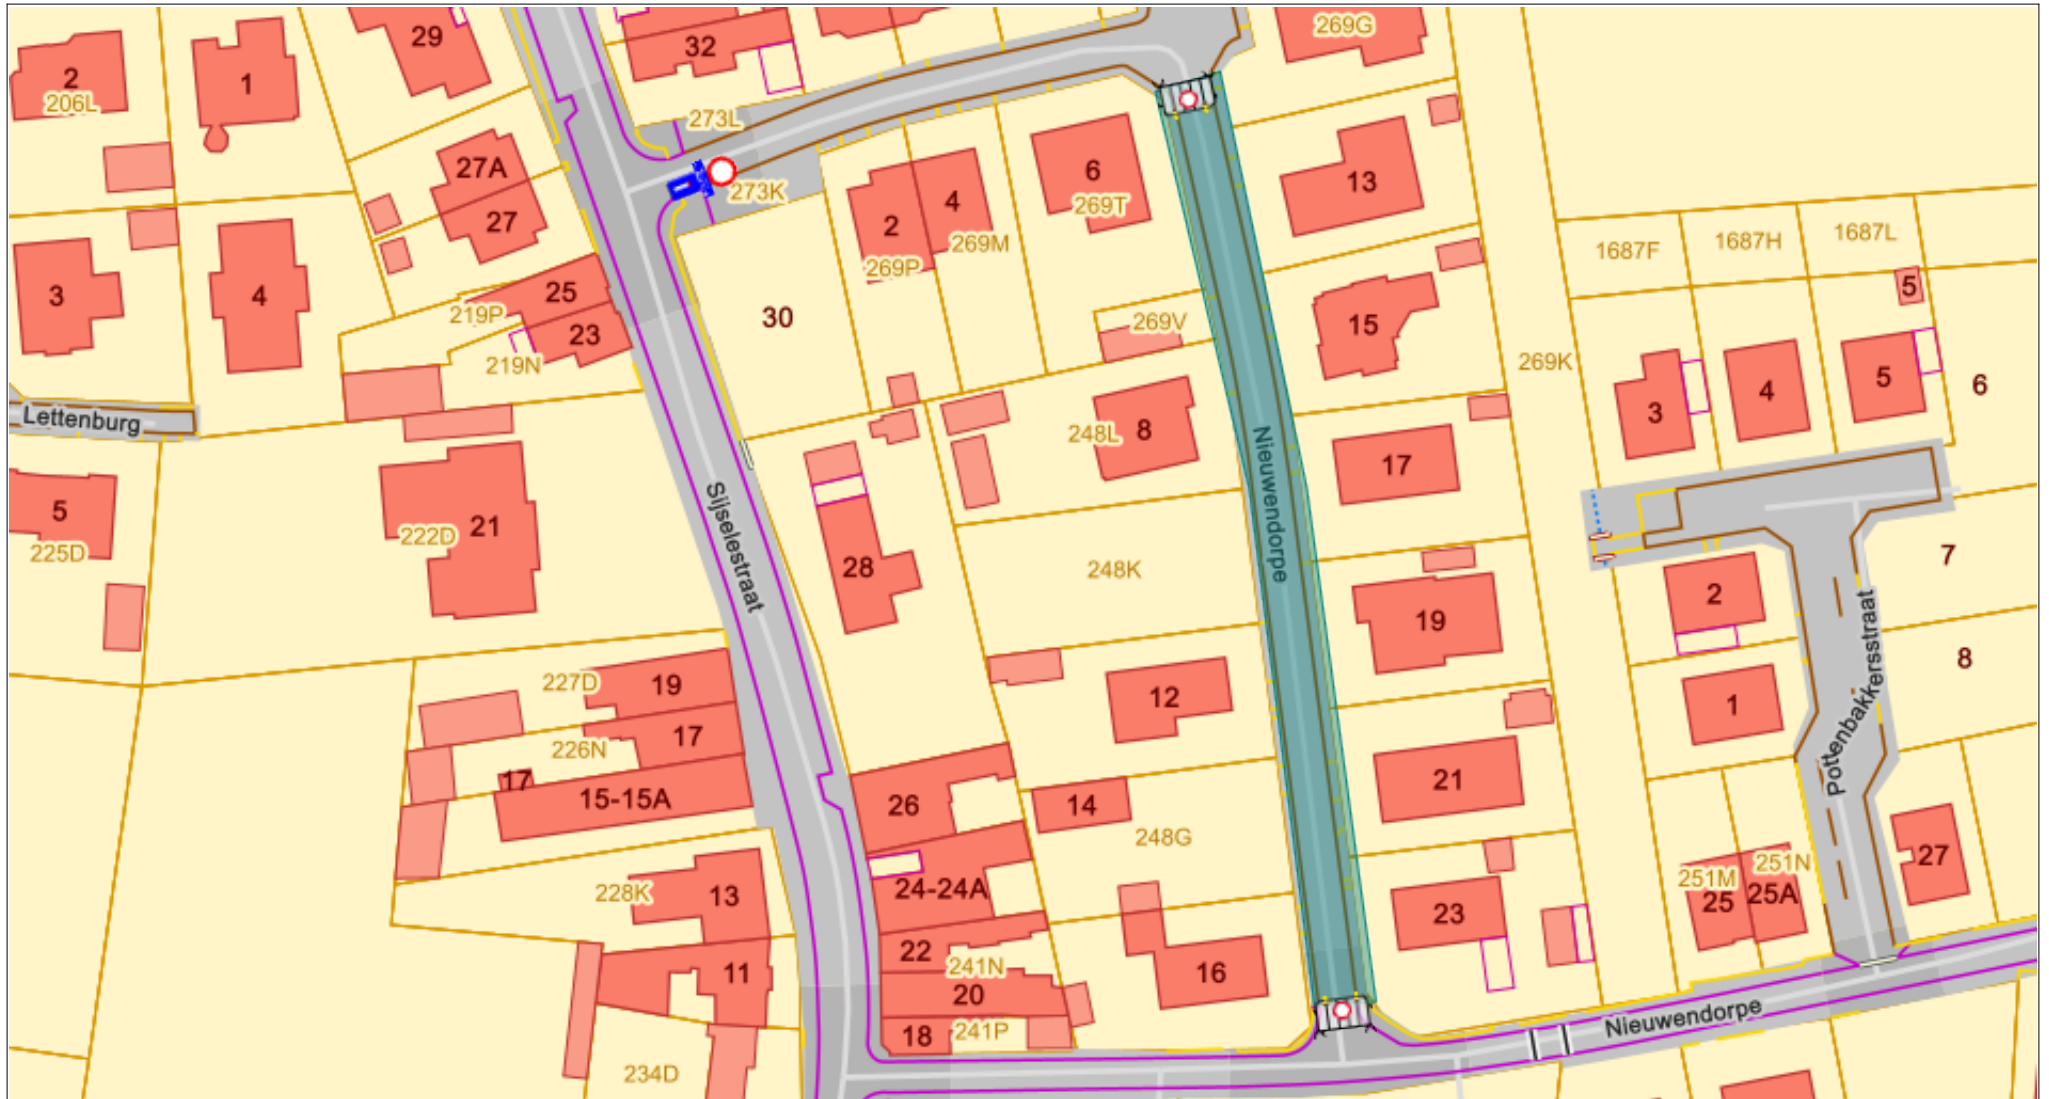 29
269G
32
2
1
206L
273L
27A
6
13
273K
4
27
2
269T
1687L
1687H
1687F
269M
269P
3
4
25
5
219P
30
269V
15
23
219N
269K
5
6
4
3
Lettenburg
248L
8
17
Nieuwendorpe
5
21
222D
Sijselestraat
225D
7
28
248K
2
19
Pottenbakkersstraat
8
227D
19
12
1
17
226N
17
21
15-15A
26
14
248G
27
251N
251M
24-24A
228K
13
25
25A
23
22
241N
11
16
20
Nieuwendorpe
18
241P
234D